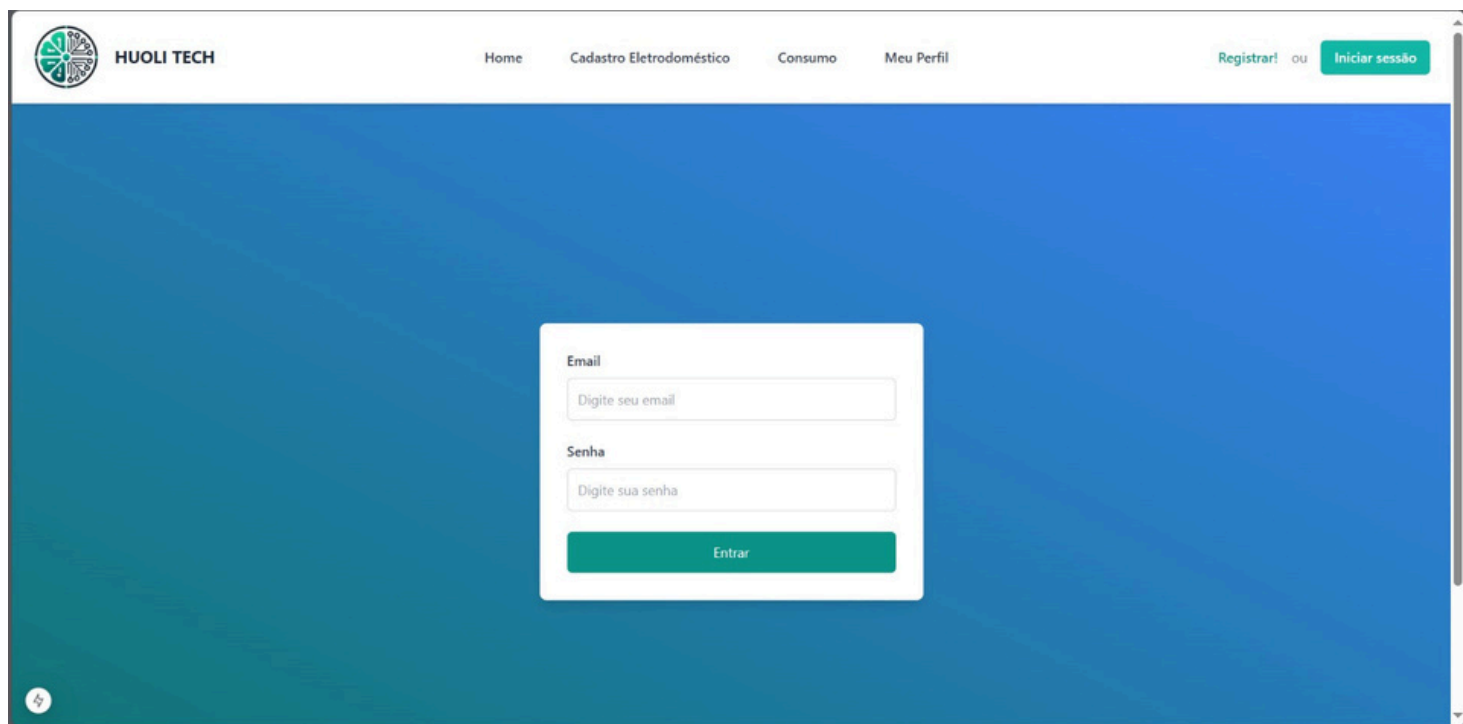 HUOLI TECH
Home Cadastro Eletrodoméstico Consumo Meu Perfil
Registrar! ou Iniciar sessão
Email
Digite seu email
Senha
Digite sua senha
Entrar